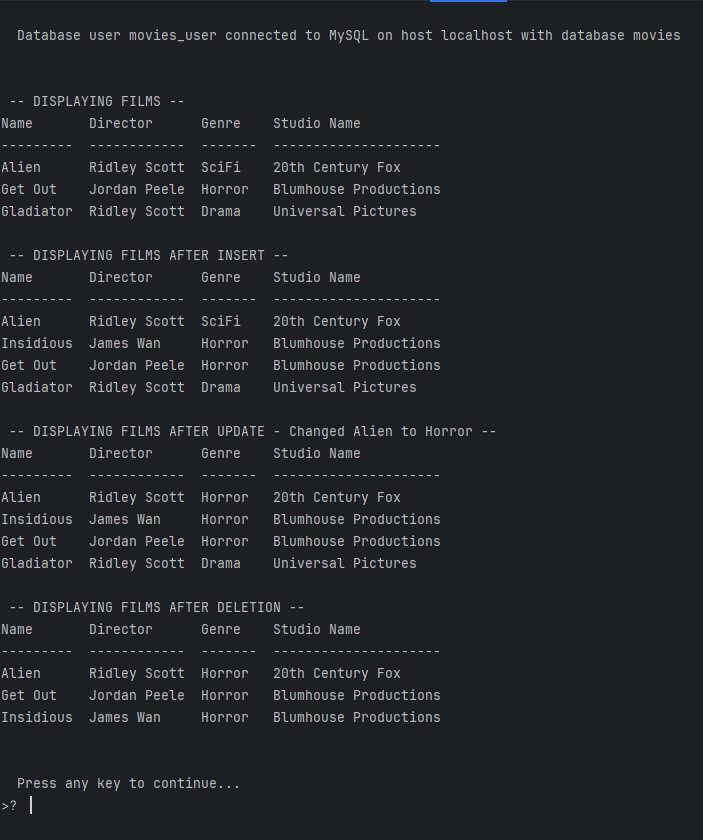 Database user movies_user connected to MySQL on host localhost with database movies
-- DISPLAYING FILMS --
Name       Director      Genre    Studio Name
---------  ------------  -------  ---------------------
Alien      Ridley Scott  SciFi    20th Century Fox
Get Out    Jordan Peele  Horror   Blumhouse Productions
Gladiator  Ridley Scott  Drama    Universal Pictures
-- DISPLAYING FILMS AFTER INSERT --
Name       Director      Genre    Studio Name
---------  ------------  -------  ---------------------
Alien      Ridley Scott  SciFi    20th Century Fox
Insidious  James Wan     Horror   Blumhouse Productions
Get Out    Jordan Peele  Horror   Blumhouse Productions
Gladiator  Ridley Scott  Drama    Universal Pictures
-- DISPLAYING FILMS AFTER UPDATE - Changed Alien to Horror --
Name       Director      Genre    Studio Name
---------  ------------  -------  ---------------------
Alien      Ridley Scott  Horror   20th Century Fox
Insidious  James Wan     Horror   Blumhouse Productions
Get Out    Jordan Peele  Horror   Blumhouse Productions
Gladiator  Ridley Scott  Drama    Universal Pictures
-- DISPLAYING FILMS AFTER DELETION --
Name       Director      Genre    Studio Name
---------  ------------  -------  ---------------------
Alien      Ridley Scott  Horror   20th Century Fox
Get Out    Jordan Peele  Horror   Blumhouse Productions
Insidious  James Wan     Horror   Blumhouse Productions
Press any key to continue...
>?